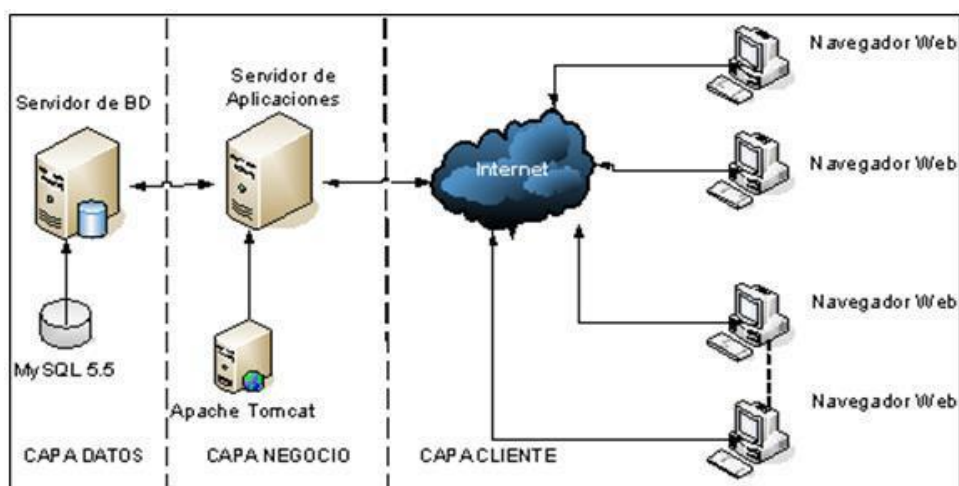 Navegador Web
Servidor de BD
Servidor de
Aplicaciones
Internet
Navegador Web
Navegador Web
MySQL 5.5
Apache Tomcat
Navegador Web
CAPA DATOS
CAPA NEGOCIO
CAPA CLIENTE